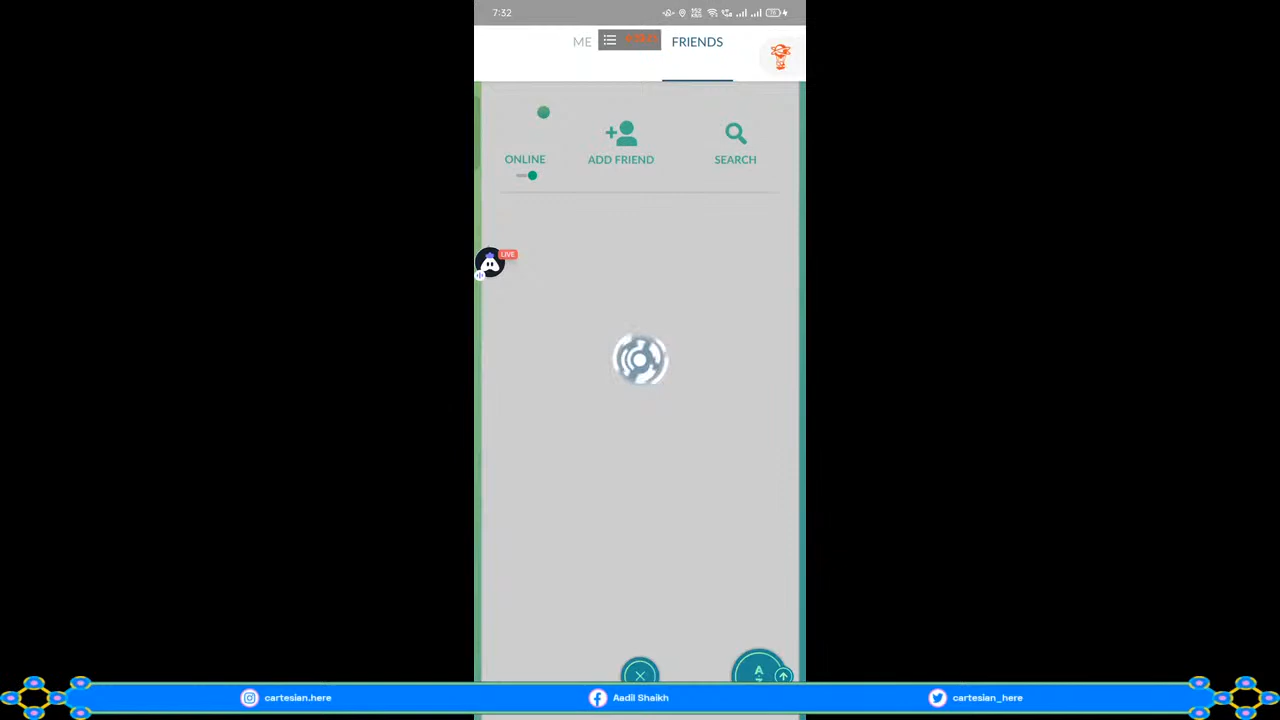 7:32
ME
FRIENDS
ONLINE
ADD FRIEND
SEARCH
LIVE
A
cartesian.here
Aadil Shaikh
cartesian_here